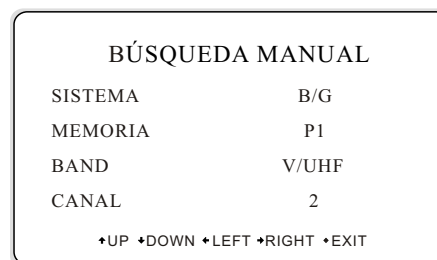 BÚSQUEDA MANUAL
SISTEMA B/G
MEMORIA P1
BAND V/UHF
CANAL 2
↑UP ↓DOWN ←LEFT →RIGHT •EXIT